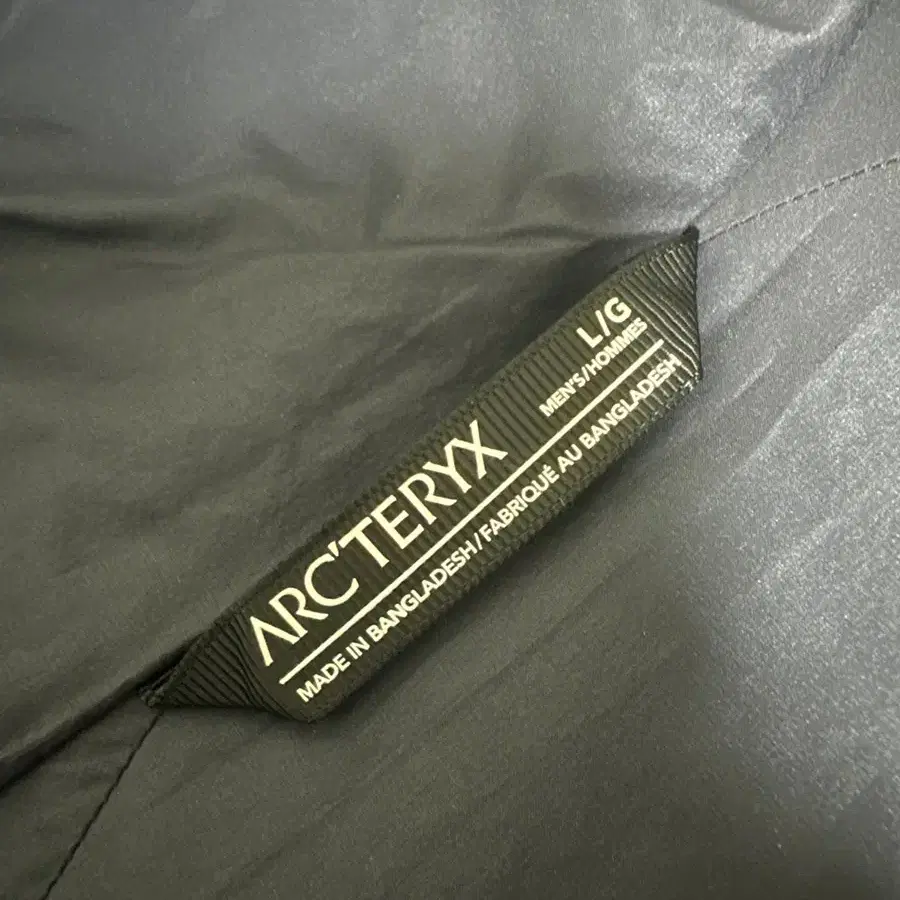 ARC'TERYX
L/G
MEN'S/HOMMES
MADE IN BANGLADESH/FABRIQUÉ AU BANGLADESH